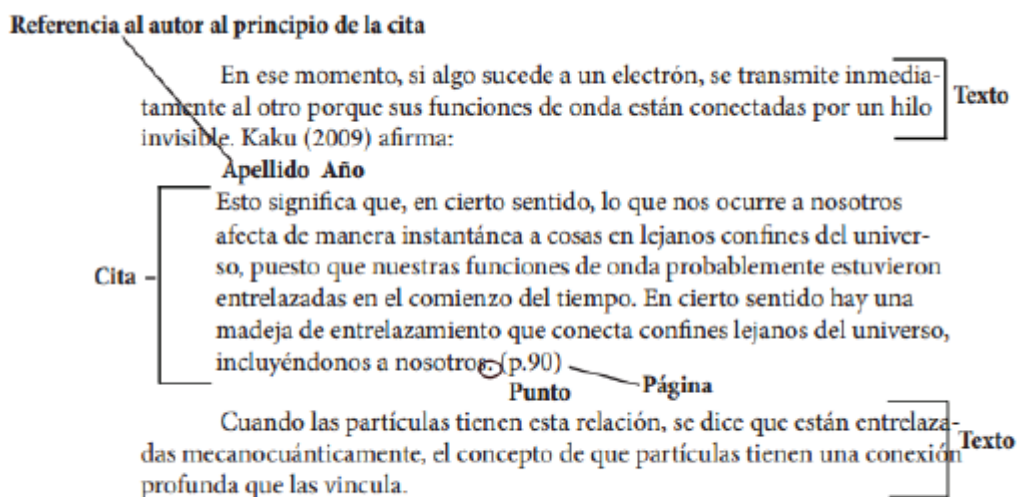 Referencia al autor al principio de la cita
En ese momento, si algo sucede a un electrón, se transmite inmedia-
tamente al otro porque sus funciones de onda están conectadas por un hilo
invisible. Kaku (2009) afirma:
Texto
Apellido Año
Esto significa que, en cierto sentido, lo que nos ocurre a nosotros
afecta de manera instantánea a cosas en lejanos confines del univer-
so, puesto que nuestras funciones de onda probablemente estuvieron
entrelazadas en el comienzo del tiempo. En cierto sentido hay una
madeja de entrelazamiento que conecta confines lejanos del universo,
incluyéndonos a nosotros. (p.90)
Cita
Punto
Página
Cuando las partículas tienen esta relación, se dice que están entrelaza-
das mecanocuánticamente, el concepto de que partículas tienen una conexión
profunda que las vincula.
Texto